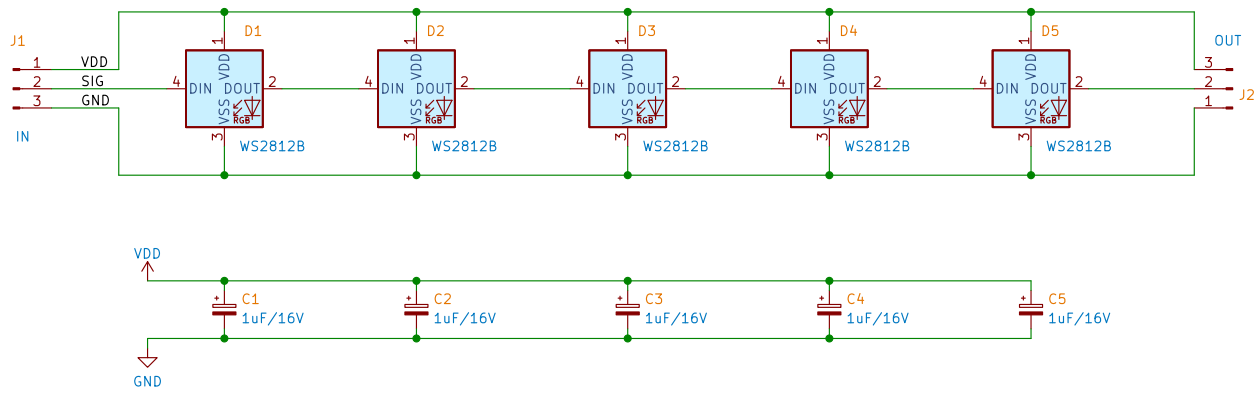 D1 D2 D3 D4 D5
J1 OUT
1 1 1 1 1
1 VDD 3
VDD VDD VDD VDD VDD
2 SIG 4 DIN DOUT 2 4 DIN DOUT 2 4 DIN DOUT 2 4 DIN DOUT 2 4 DIN DOUT 2 2
J2
3 GND 1
VSS VSS VSS VSS VSS
RGB RGB RGB RGB RGB
IN
3 3 3 3 3
WS2812B WS2812B WS2812B WS2812B WS2812B
VDD
+ C1 + C2 + C3 + C4 + C5
1uF/16V 1uF/16V 1uF/16V 1uF/16V 1uF/16V
GND